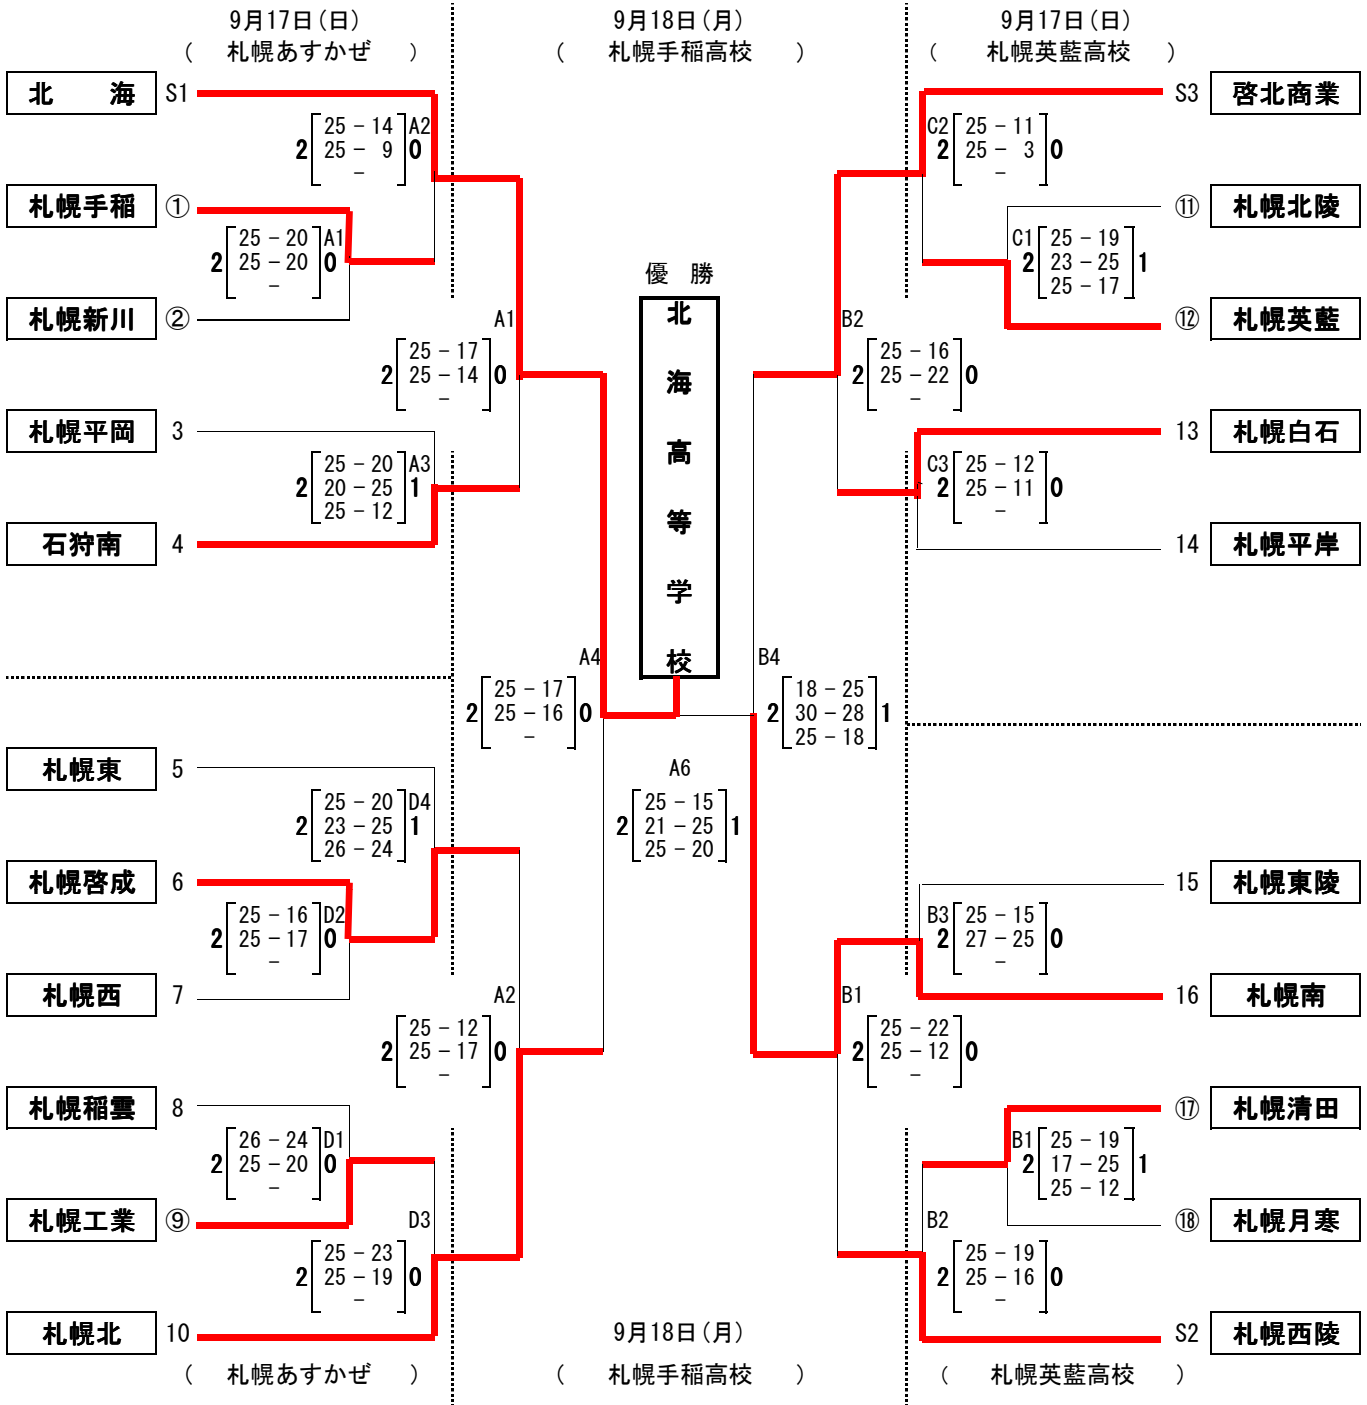 9月17日(日)
( 札幌あすかぜ )
9月18日(月)
( 札幌手稲高校 )
9月17日(日)
( 札幌英藍高校 )
北 海 S1
2 25-14 25-9 - 0 A2
札幌手稲 ①
2 25-20 25-20 - 0 A1
札幌新川 ②
A1
2 25-17 25-14 - 0
札幌平岡 3
2 25-20 20-25 25-12 1 A3
石狩南 4
A4
2 25-17 25-16 - 0
札幌東 5
2 25-20 23-25 26-24 1 D4
札幌啓成 6
2 25-16 25-17 - 0 D2
札幌西 7
A2
2 25-12 25-17 - 0
札幌稲雲 8
2 26-24 25-20 - 0 D1
札幌工業 ⑨
D3
2 25-23 25-19 - 0
札幌北 10
優 勝
北海高等学校
A6
2 25-15 21-25 25-20 1
S3 啓北商業
C2
2 25-11 25-3 - 0
⑪ 札幌北陵
C1
2 25-19 23-25 25-17 1
⑫ 札幌英藍
B2
2 25-16 25-22 - 0
13 札幌白石
C3
2 25-12 25-11 - 0
14 札幌平岸
B4
2 18-25 30-28 25-18 1
15 札幌東陵
B3
2 25-15 27-25 - 0
16 札幌南
B1
2 25-22 25-12 - 0
⑰ 札幌清田
B1
2 25-19 17-25 25-12 1
⑱ 札幌月寒
B2
2 25-19 25-16 - 0
S2 札幌西陵
( 札幌あすかぜ )
9月18日(月)
( 札幌手稲高校 )
( 札幌英藍高校 )